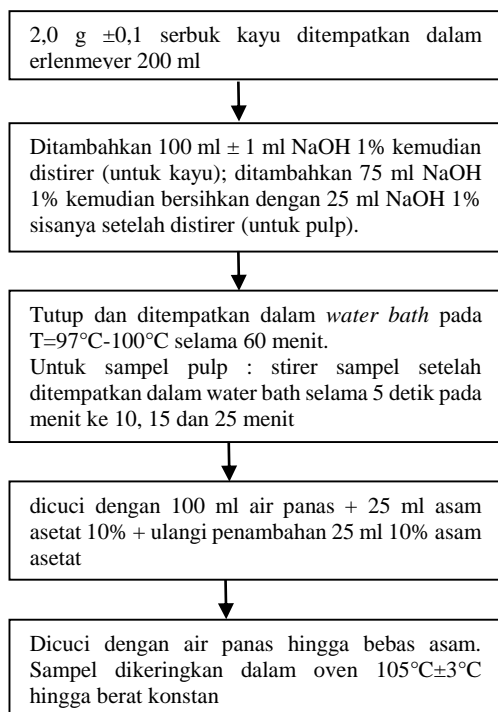 2,0 g ±0,1 serbuk kayu ditempatkan dalam
erlenmever 200 ml
Ditambahkan 100 ml ± 1 ml NaOH 1% kemudian
distirer (untuk kayu); ditambahkan 75 ml NaOH
1% kemudian bersihkan dengan 25 ml NaOH 1%
sisanya setelah distirer (untuk pulp).
Tutup dan ditempatkan dalam water bath pada
T=97°C-100°C selama 60 menit.
Untuk sampel pulp : stirer sampel setelah
ditempatkan dalam water bath selama 5 detik pada
menit ke 10, 15 dan 25 menit
dicuci dengan 100 ml air panas + 25 ml asam
asetat 10% + ulangi penambahan 25 ml 10% asam
asetat
Dicuci dengan air panas hingga bebas asam.
Sampel dikeringkan dalam oven 105°C±3°C
hingga berat konstan